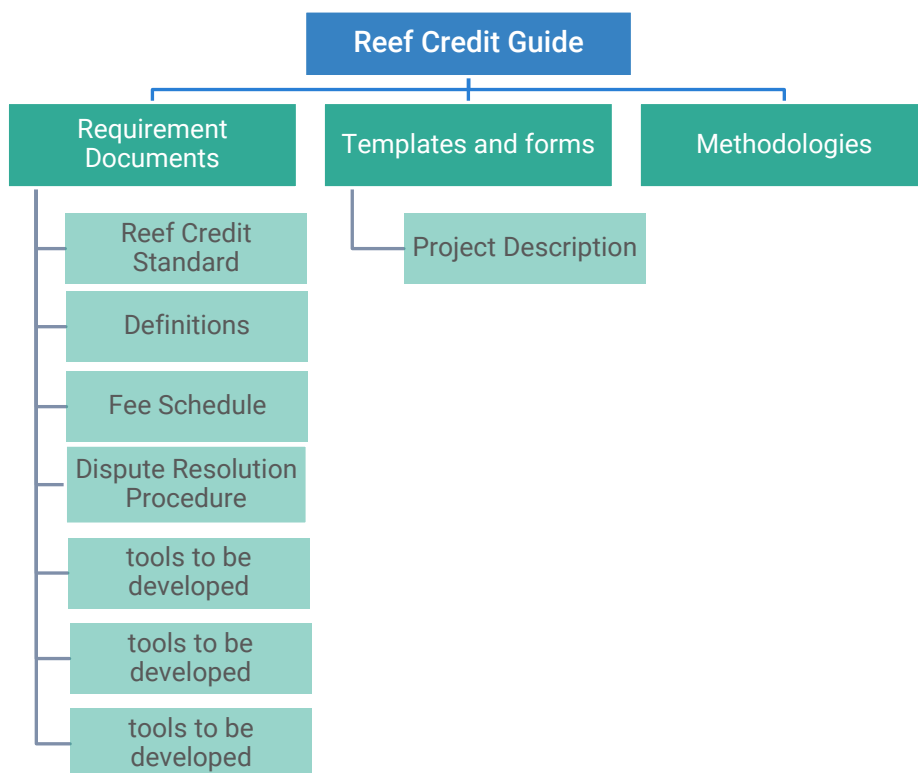 Reef Credit Guide
Requirement
Documents
Templates and forms
Methodologies
Reef Credit
Standard
Project Description
Definitions
Fee Schedule
Dispute Resolution
Procedure
tools to be
developed
tools to be
developed
tools to be
developed